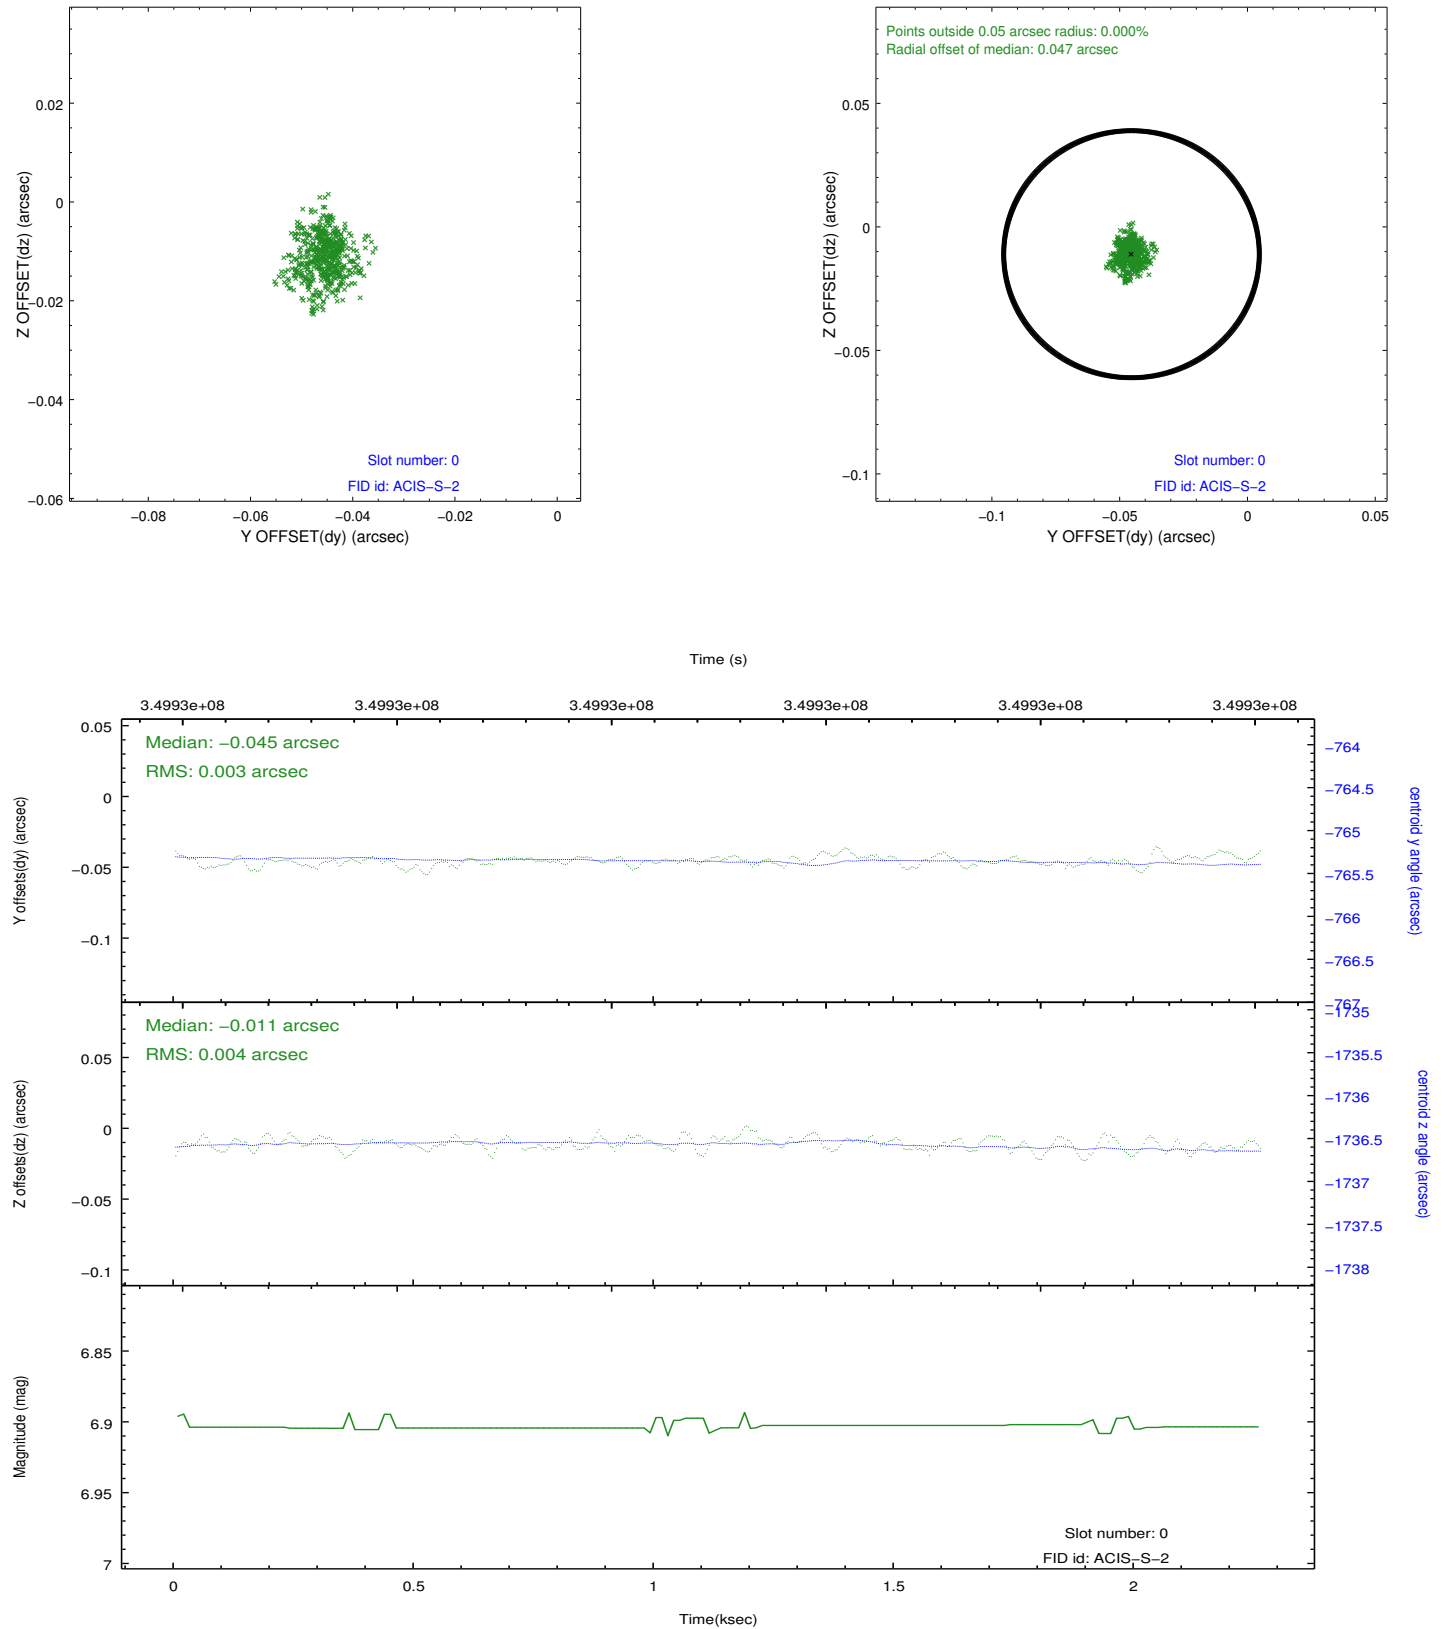 0.02
0
−0.02
−0.04
−0.06
Z OFFSET(dz) (arcsec)
Slot number: 0
FID id: ACIS−S−2
−0.08
−0.06
−0.04
−0.02
0
Y OFFSET(dy) (arcsec)
Points outside 0.05 arcsec radius: 0.000%
Radial offset of median: 0.047 arcsec
0.05
0
−0.05
−0.1
Z OFFSET(dz) (arcsec)
Slot number: 0
FID id: ACIS−S−2
−0.1
−0.05
0
0.05
Y OFFSET(dy) (arcsec)
Time (s)
3.4993e+08
3.4993e+08
3.4993e+08
3.4993e+08
3.4993e+08
3.4993e+08
Median: −0.045 arcsec
RMS: 0.003 arcsec
0.05
0
−0.05
−0.1
Y offsets(dy) (arcsec)
−764
−764.5
−765
−765.5
−766
−766.5
−767
centroid y angle (arcsec)
Median: −0.011 arcsec
RMS: 0.004 arcsec
0.05
0
−0.05
−0.1
Z offsets(dz) (arcsec)
−1735
−1735.5
−1736
−1736.5
−1737
−1737.5
−1738
centroid z angle (arcsec)
6.85
6.9
6.95
7
Magnitude (mag)
Slot number: 0
FID id: ACIS−S−2
0
0.5
1
1.5
2
Time(ksec)